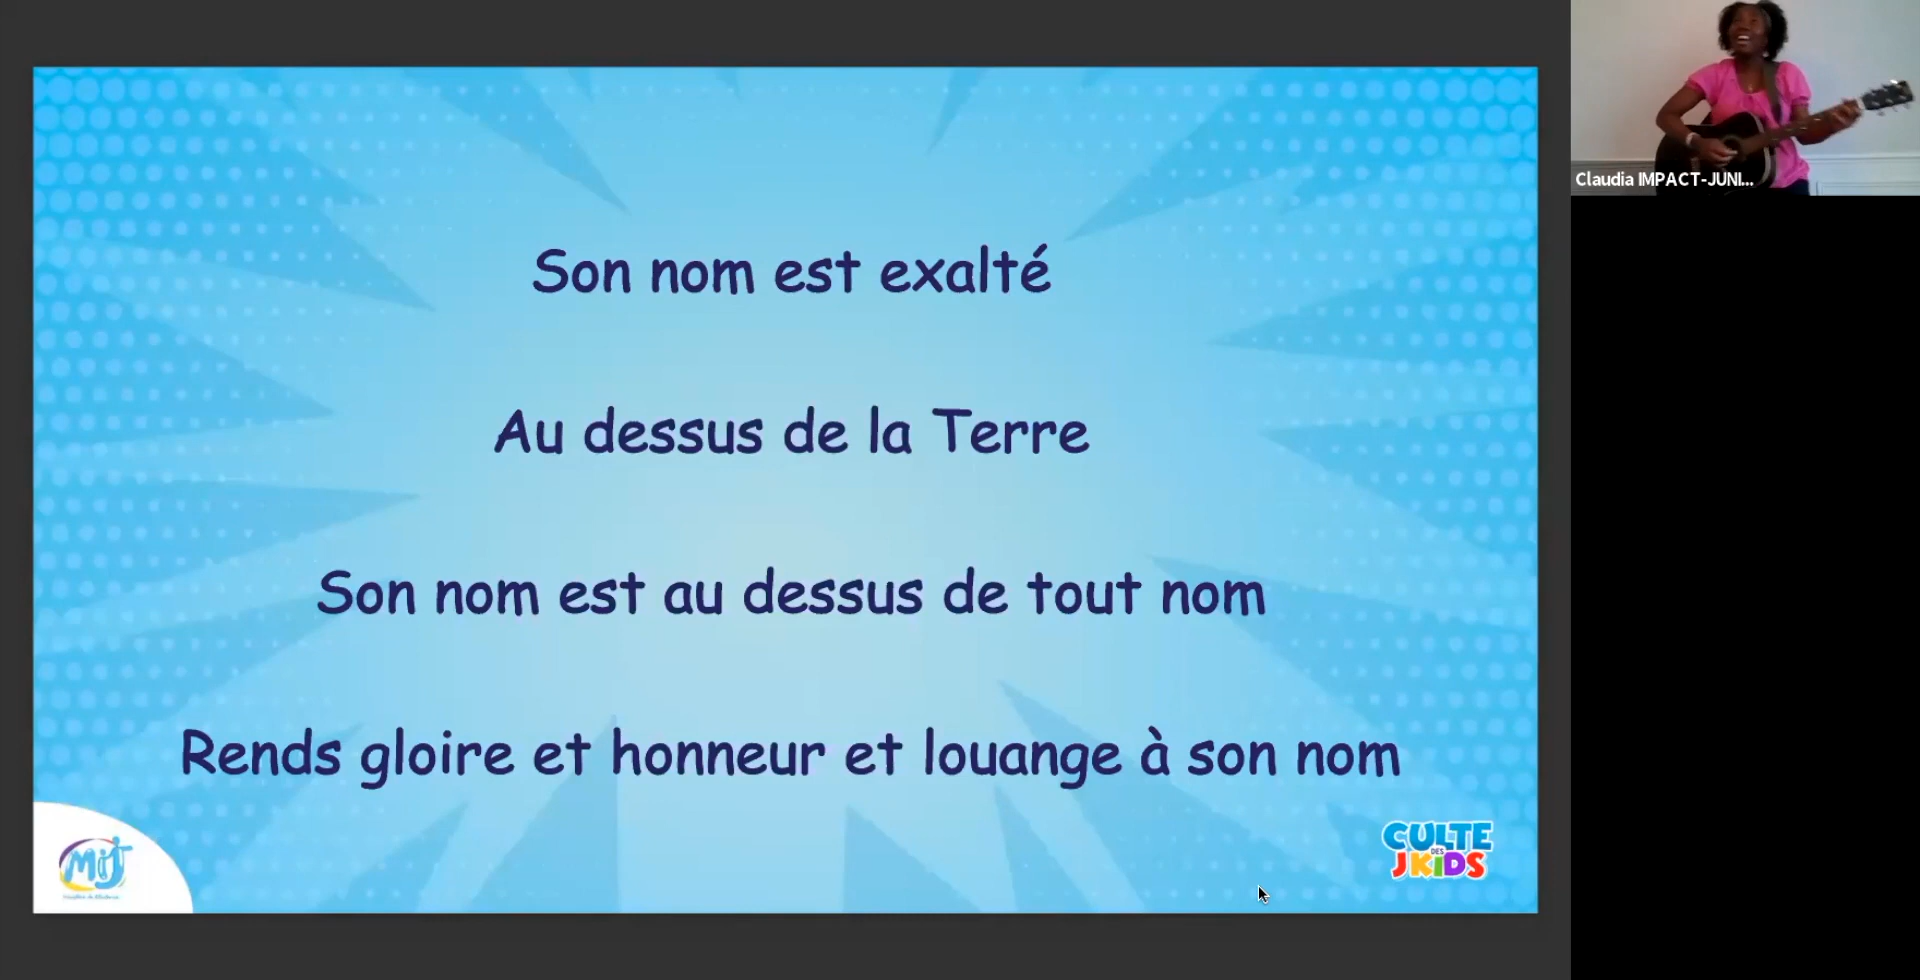 Son nom est exalté
Au dessus de la Terre
Son nom est au dessus de tout nom
Rends gloire et honneur et louange à son nom
MIJ
CULTE
DES
JKIDS
Claudia IMPACT-JUNI...